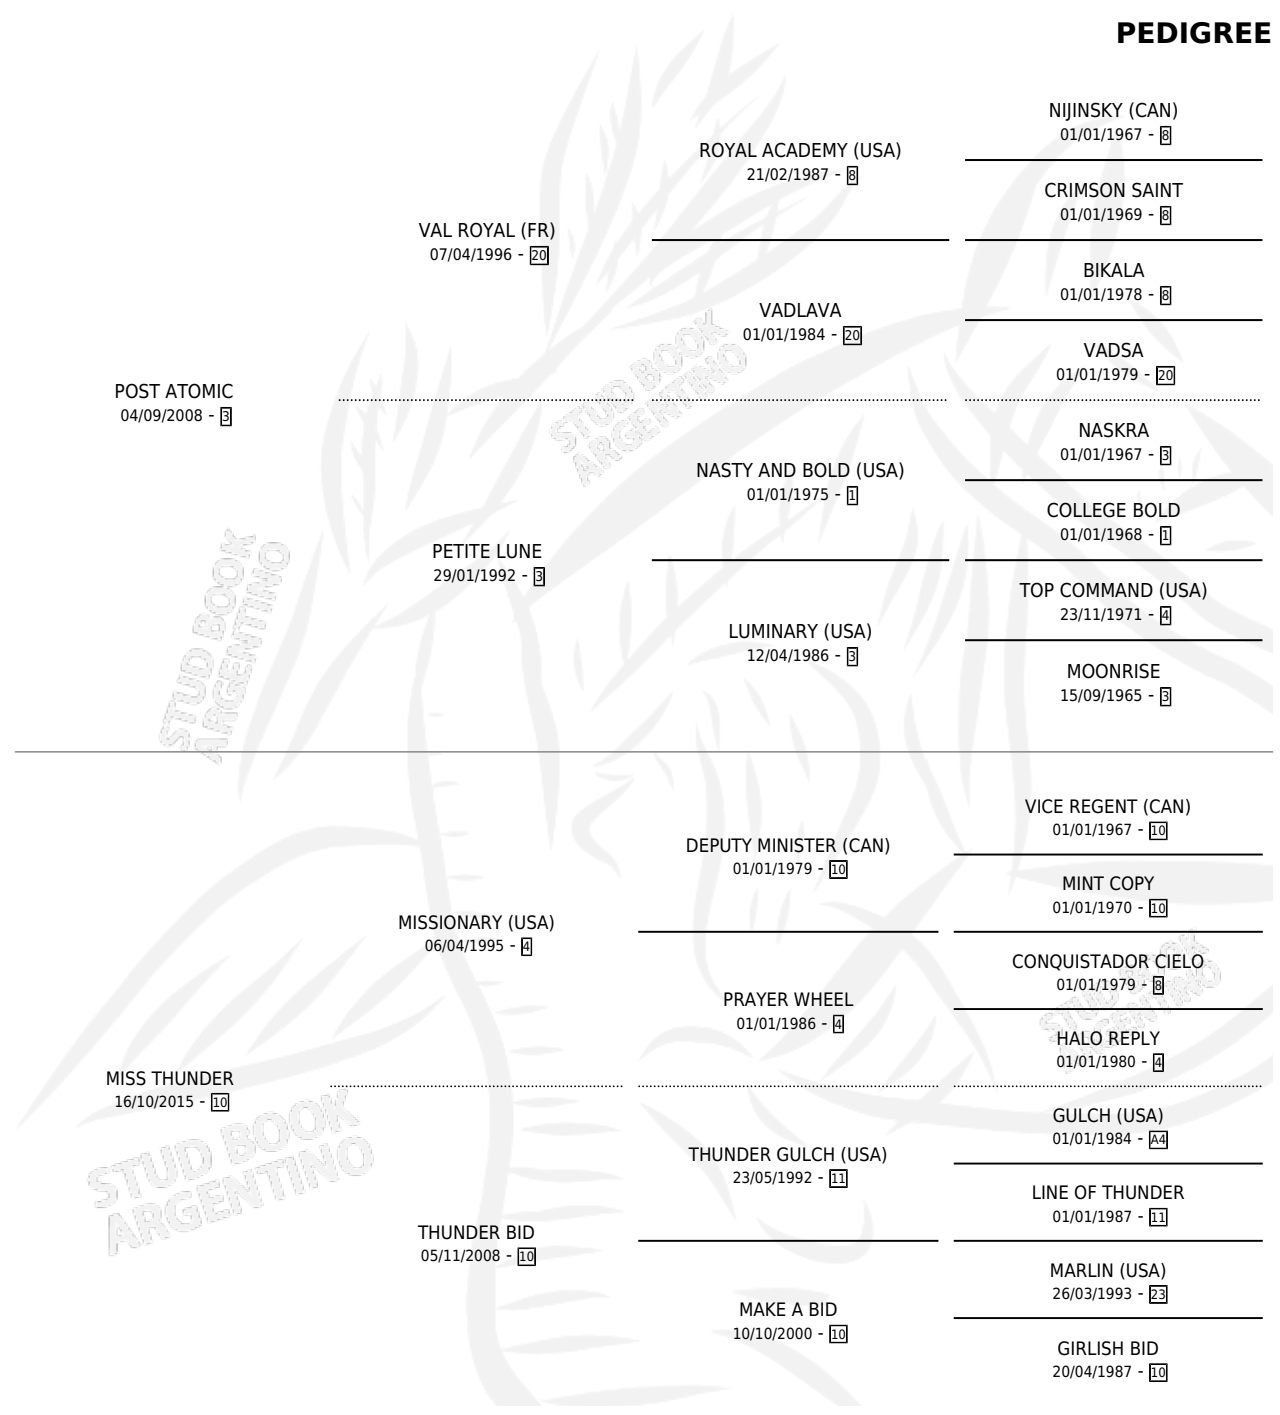 PEDIGREE
NIJINSKY (CAN)
01/01/1967 - 8
ROYAL ACADEMY (USA)
21/02/1987 - 8
CRIMSON SAINT
01/01/1969 - 8
VAL ROYAL (FR)
07/04/1996 - 20
BIKALA
01/01/1978 - 8
VADLAVA
01/01/1984 - 20
VADSA
01/01/1979 - 20
POST ATOMIC
04/09/2008 - 3
NASKRA
01/01/1967 - 3
NASTY AND BOLD (USA)
01/01/1975 - 1
COLLEGE BOLD
01/01/1968 - 1
PETITE LUNE
29/01/1992 - 3
TOP COMMAND (USA)
23/11/1971 - 4
LUMINARY (USA)
12/04/1986 - 3
MOONRISE
15/09/1965 - 3
VICE REGENT (CAN)
01/01/1967 - 10
DEPUTY MINISTER (CAN)
01/01/1979 - 10
MINT COPY
01/01/1970 - 10
MISSIONARY (USA)
06/04/1995 - 4
CONQUISTADOR CIELO
01/01/1979 - 8
PRAYER WHEEL
01/01/1986 - 4
HALO REPLY
01/01/1980 - 4
MISS THUNDER
16/10/2015 - 10
GULCH (USA)
01/01/1984 - A4
THUNDER GULCH (USA)
23/05/1992 - 11
LINE OF THUNDER
01/01/1987 - 11
THUNDER BID
05/11/2008 - 10
MARLIN (USA)
26/03/1993 - 23
MAKE A BID
10/10/2000 - 10
GIRLISH BID
20/04/1987 - 10
STUD BOOK
ARGENTINO
STUD BOOK
ARGENTINO
STUD BOOK
ARGENTINO
STUD BOOK
ARGENTINO